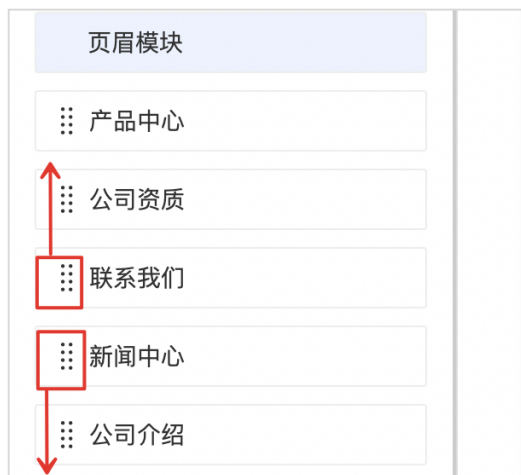 页眉模块
产品中心
公司资质
联系我们
新闻中心
公司介绍